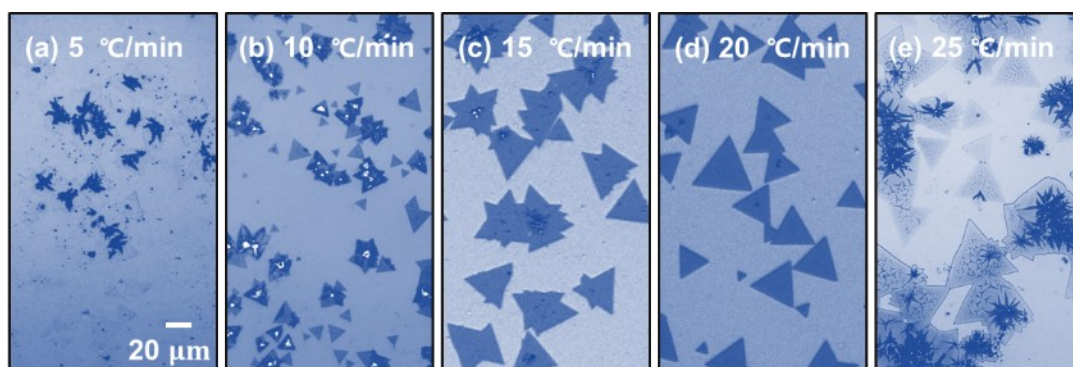 (a) 5 ℃/min
(b) 10 ℃/min
(c) 15 ℃/min
(d) 20 ℃/min
(e) 25 ℃/min
20 μm